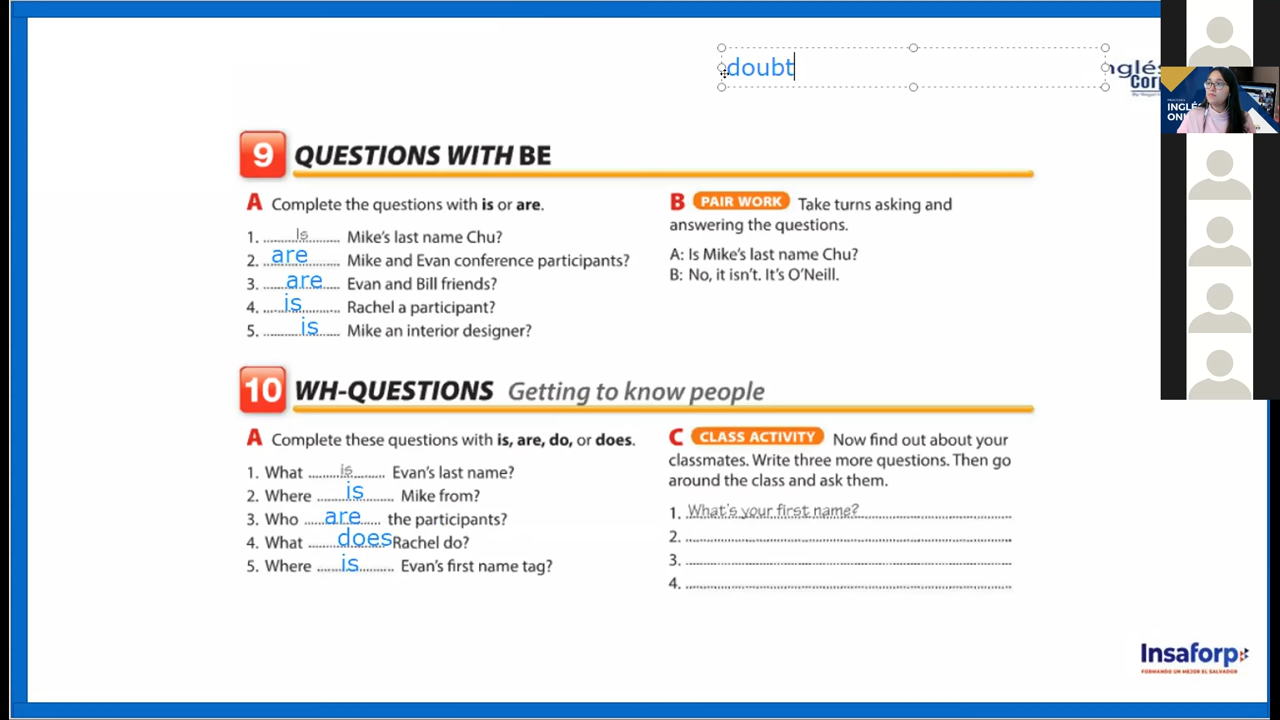 doubt
nglés
Corp
INGLÉS
ONL
9 QUESTIONS WITH BE
A Complete the questions with is or are.
1. Is Mike's last name Chu?
2. are Mike and Evan conference participants?
3. are Evan and Bill friends?
4. is Rachel a participant?
5. is Mike an interior designer?
B PAIR WORK Take turns asking and
answering the questions.
A: Is Mike's last name Chu?
B: No, it isn't. It's O'Neill.
10 WH-QUESTIONS Getting to know people
A Complete these questions with is, are, do, or does.
1. What is Evan's last name?
2. Where is Mike from?
3. Who are the participants?
4. What does Rachel do?
5. Where is Evan's first name tag?
C CLASS ACTIVITY Now find out about your
classmates. Write three more questions. Then go
around the class and ask them.
1. What's your first name?
2.
3.
4.
Insaforp
FORMANDO UN MEJOR EL SALVADOR